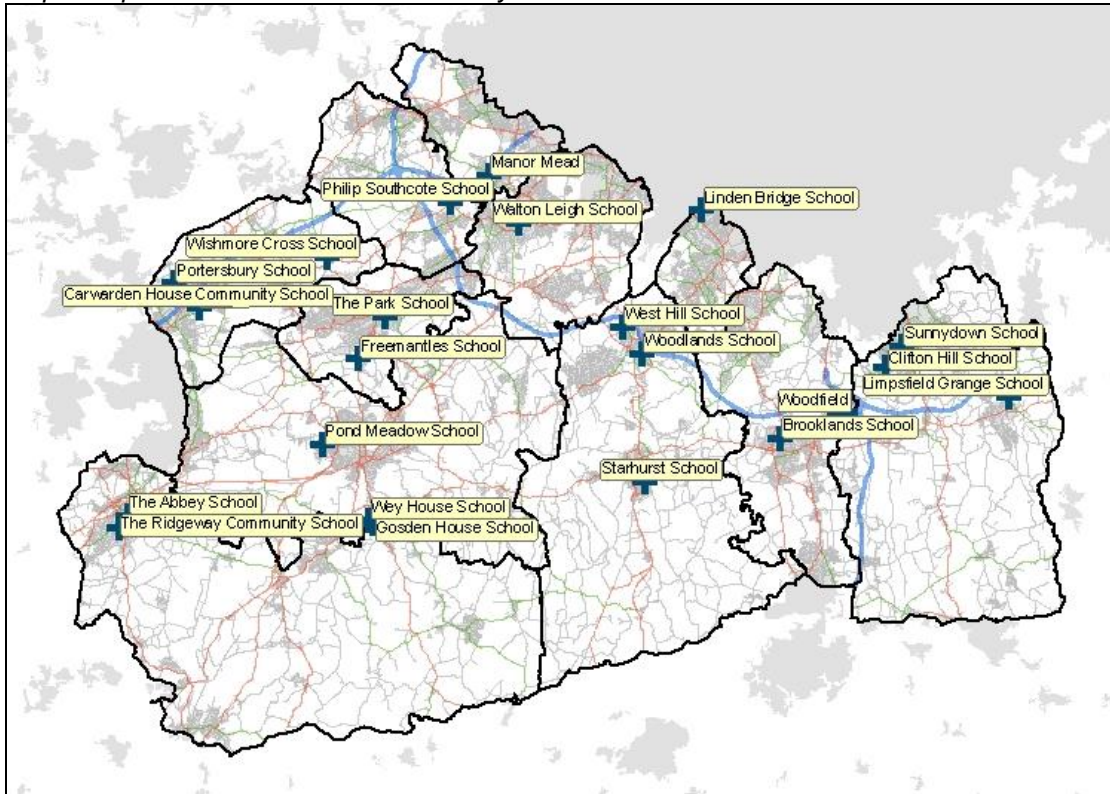 Manor Mead
Philip Southcote School
Linden Bridge School
Walton Leigh School
Wishmore Cross School
Portersbury School
Carwarden House Community School
The Park School
West Hill School
Sunnydown School
Woodlands School
Freemantles School
Clifton Hill School
Limpsfield Grange School
Woodfield
Brooklands School
Pond Meadow School
Starhurst School
The Abbey School
Wey House School
The Ridgeway Community School
Gosden House School